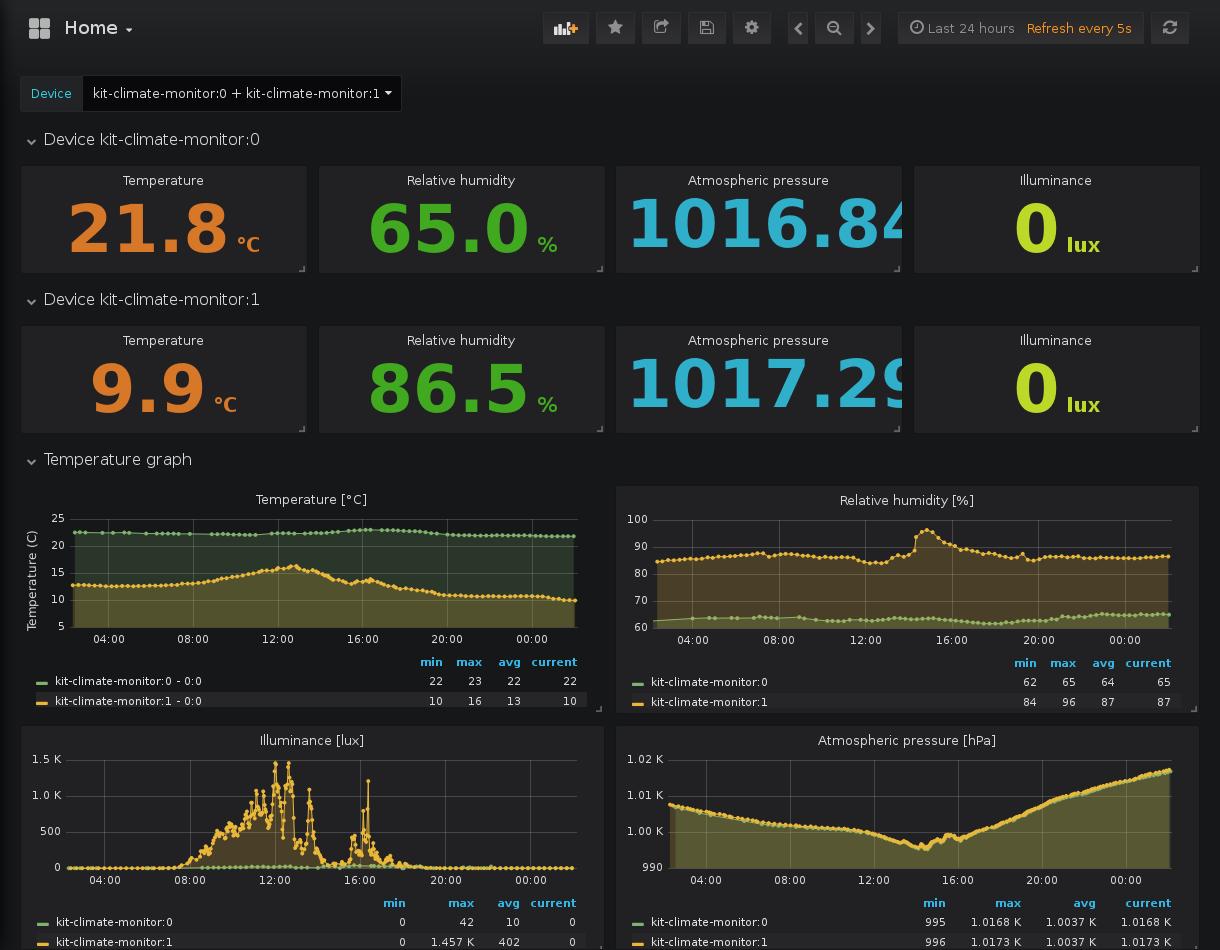 Home
Last 24 hours Refresh every 5s
Device kit-climate-monitor:0 + kit-climate-monitor:1
Device kit-climate-monitor:0
Temperature Relative humidity Atmospheric pressure Illuminance
21.8 °C 65.0 % 1016.84 0 lux
Device kit-climate-monitor:1
Temperature Relative humidity Atmospheric pressure Illuminance
9.9 °C 86.5 % 1017.29 0 lux
Temperature graph
Temperature [°C]
Temperature (C)
25
20
15
10
5
04:00 08:00 12:00 16:00 20:00 00:00
min max avg current
kit-climate-monitor:0 - 0:0 22 23 22 22
kit-climate-monitor:1 - 0:0 10 16 13 10
Relative humidity [%]
100
90
80
70
60
04:00 08:00 12:00 16:00 20:00 00:00
min max avg current
kit-climate-monitor:0 62 65 64 65
kit-climate-monitor:1 84 96 87 87
Illuminance [lux]
1.5 K
1.0 K
500
0
04:00 08:00 12:00 16:00 20:00 00:00
min max avg current
kit-climate-monitor:0 0 42 10 0
kit-climate-monitor:1 0 1.457 K 402 0
Atmospheric pressure [hPa]
1.02 K
1.01 K
1.00 K
990
04:00 08:00 12:00 16:00 20:00 00:00
min max avg current
kit-climate-monitor:0 995 1.0168 K 1.0037 K 1.0168 K
kit-climate-monitor:1 996 1.0173 K 1.0037 K 1.0173 K